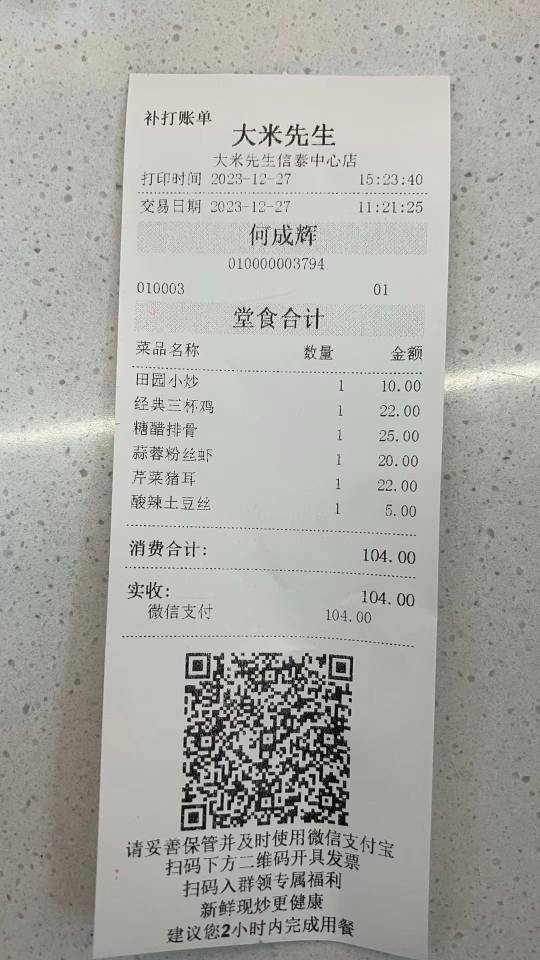 补打账单
大米先生
大米先生信泰中心店
打印时间 2023-12-27 15:23:40
交易日期 2023-12-27 11:21:25
何成辉
010000003794
010003 01
堂食合计
菜品名称 数量 金额
田园小炒 1 10.00
经典三杯鸡 1 22.00
糖醋排骨 1 25.00
蒜蓉粉丝虾 1 20.00
芹菜猪耳 1 22.00
酸辣土豆丝 1 5.00
消费合计: 104.00
实收: 104.00
微信支付 104.00
请妥善保管并及时使用微信支付宝
扫码下方二维码开具发票
扫码入群领专属福利
新鲜现炒更健康
建议您2小时内完成用餐